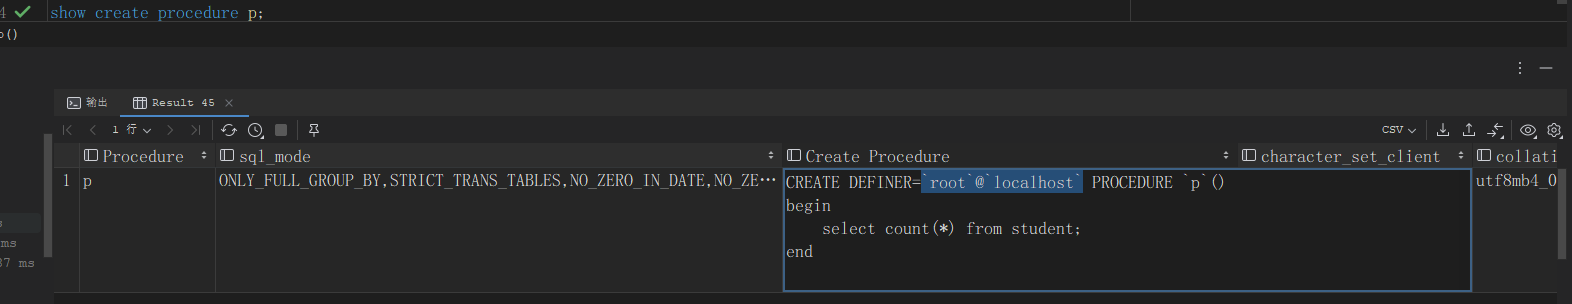 4 show create procedure p;
()
输出 Result 45
1 行 CSV
Procedure sql_mode Create Procedure character_set_client collati
1 p ONLY_FULL_GROUP_BY,STRICT_TRANS_TABLES,NO_ZERO_IN_DATE,NO_ZE… CREATE DEFINER=`root`@`localhost` PROCEDURE `p`() utf8mb4_0
begin
select count(*) from student;
end
ms
37 ms